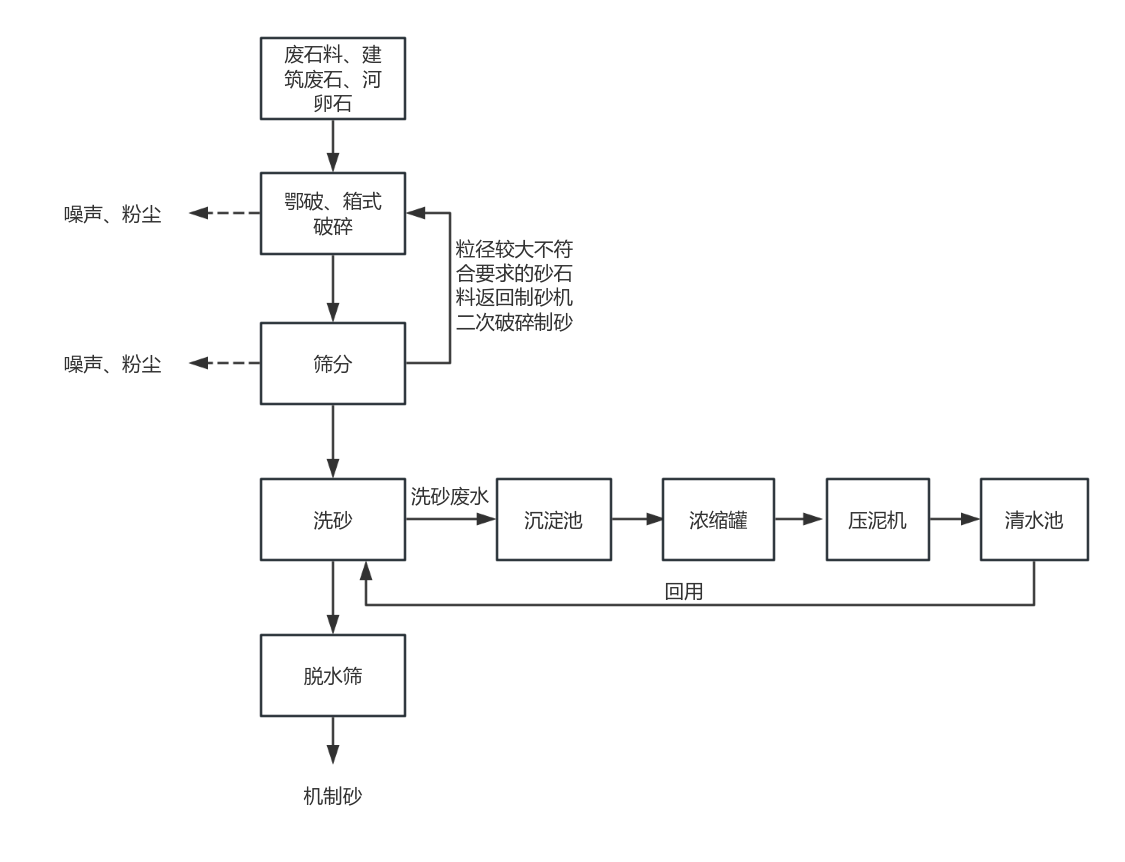 废石料、建
筑废石、河
卵石
鄂破、箱式
破碎
噪声、粉尘
粒径较大不符
合要求的砂石
料返回制砂机
二次破碎制砂
筛分
噪声、粉尘
洗砂
洗砂废水
沉淀池
浓缩罐
压泥机
清水池
回用
脱水筛
机制砂